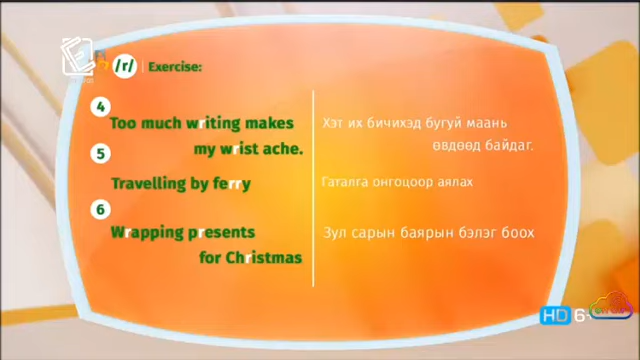 /r/ Exercise:
4
Too much writing makes
my wrist ache.
Хэт их бичихэд бугуй маань
өвдөөд байдаг.
5
Travelling by ferry
Гаталга онгоцоор аялах
6
Wrapping presents
for Christmas
Зул сарын баярын бэлэг боох
HD 6+